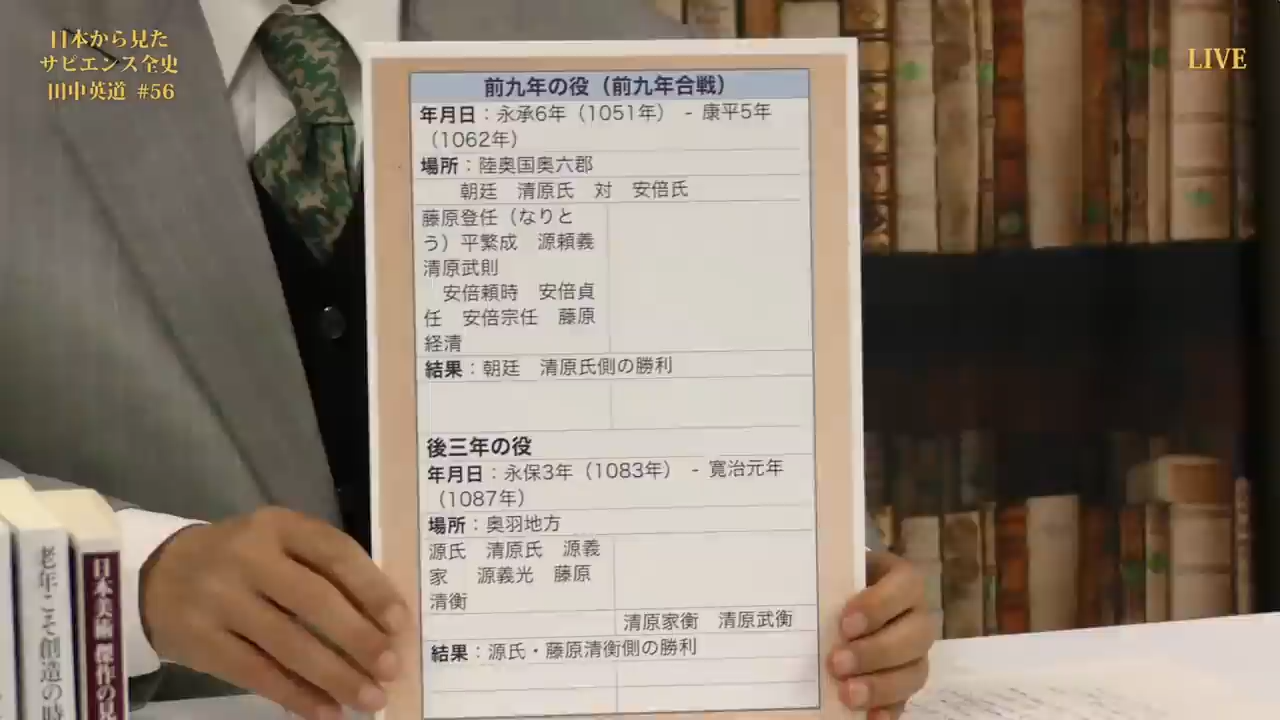 日本から見た
サピエンス全史
田中英道 #56
LIVE
前九年の役（前九年合戦）
年月日：永承6年（1051年） - 康平5年
（1062年）
場所：陸奥国奥六郡
朝廷 清原氏 対 安倍氏
藤原登任（なりと
う）平繁成 源頼義
清原武則
安倍頼時 安倍貞
任 安倍宗任 藤原
経清
結果：朝廷 清原氏側の勝利
後三年の役
年月日：永保3年（1083年） - 寛治元年
（1087年）
場所：奥羽地方
源氏 清原氏 源義
家 源義光 藤原
清衡
清原家衡 清原武衡
結果：源氏・藤原清衡側の勝利
老年こそ創造の時
日本美術 傑作の見